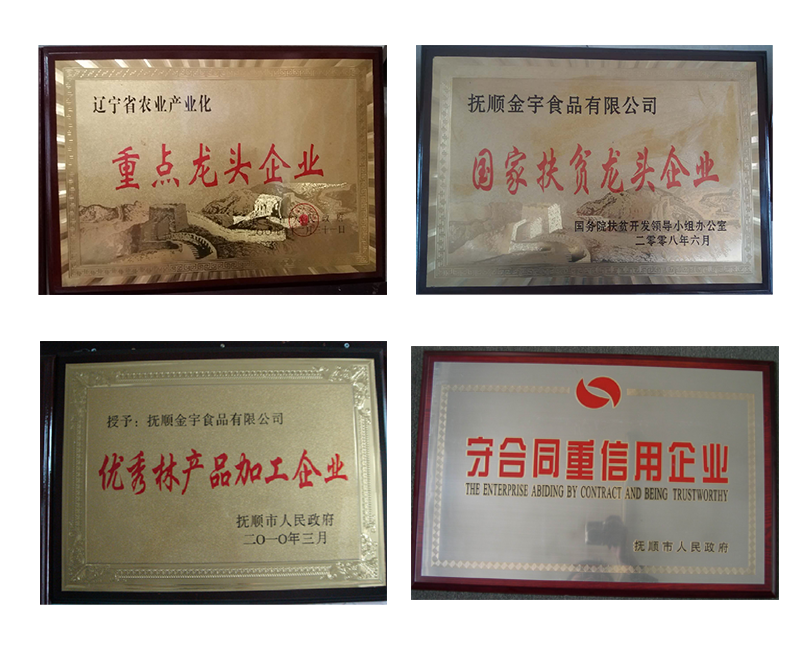 辽宁省农业产业化
重点龙头企业
抚顺金宇食品有限公司
国家扶贫龙头企业
国务院扶贫开发领导小组办公室
二零零八年六月
授予：抚顺金宇食品有限公司
优秀林产品加工企业
抚顺市人民政府
二〇一〇年三月
守合同重信用企业
THE ENTERPRISE ABIDING BY CONTRACT AND BEING TRUSTWORTHY
抚顺市人民政府